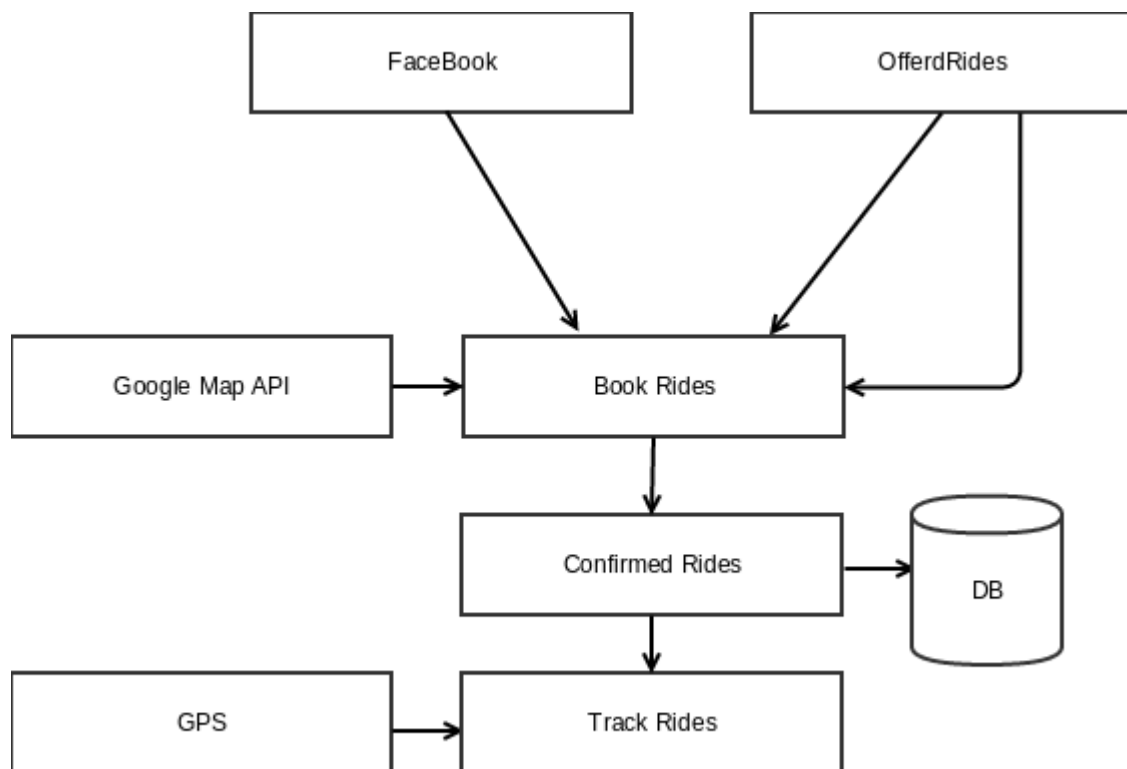 FaceBook
OfferdRides
Google Map API
Book Rides
Confirmed Rides
DB
GPS
Track Rides